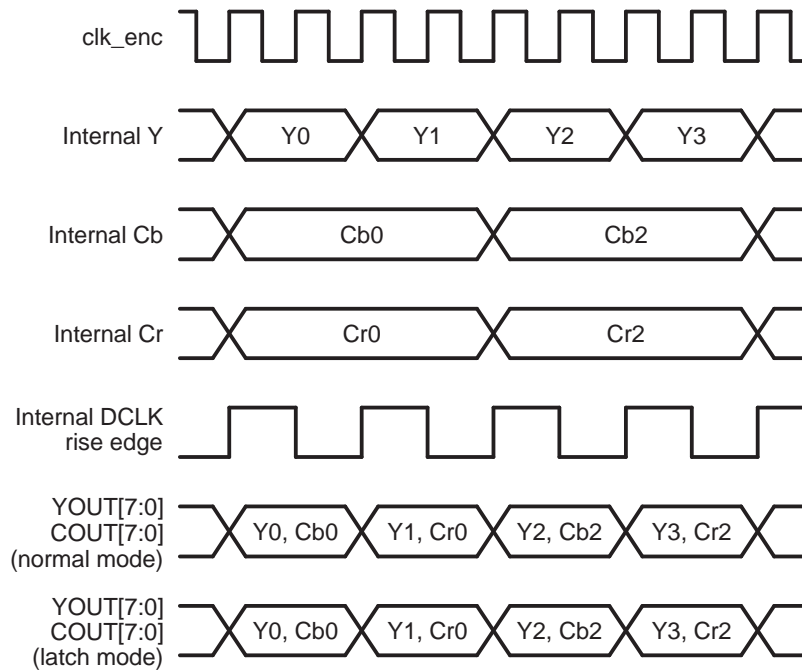 clk_enc
Internal Y
Y0 Y1 Y2 Y3
Internal Cb
Cb0 Cb2
Internal Cr
Cr0 Cr2
Internal DCLK
rise edge
YOUT[7:0]
COUT[7:0]
(normal mode)
Y0, Cb0 Y1, Cr0 Y2, Cb2 Y3, Cr2
YOUT[7:0]
COUT[7:0]
(latch mode)
Y0, Cb0 Y1, Cr0 Y2, Cb2 Y3, Cr2